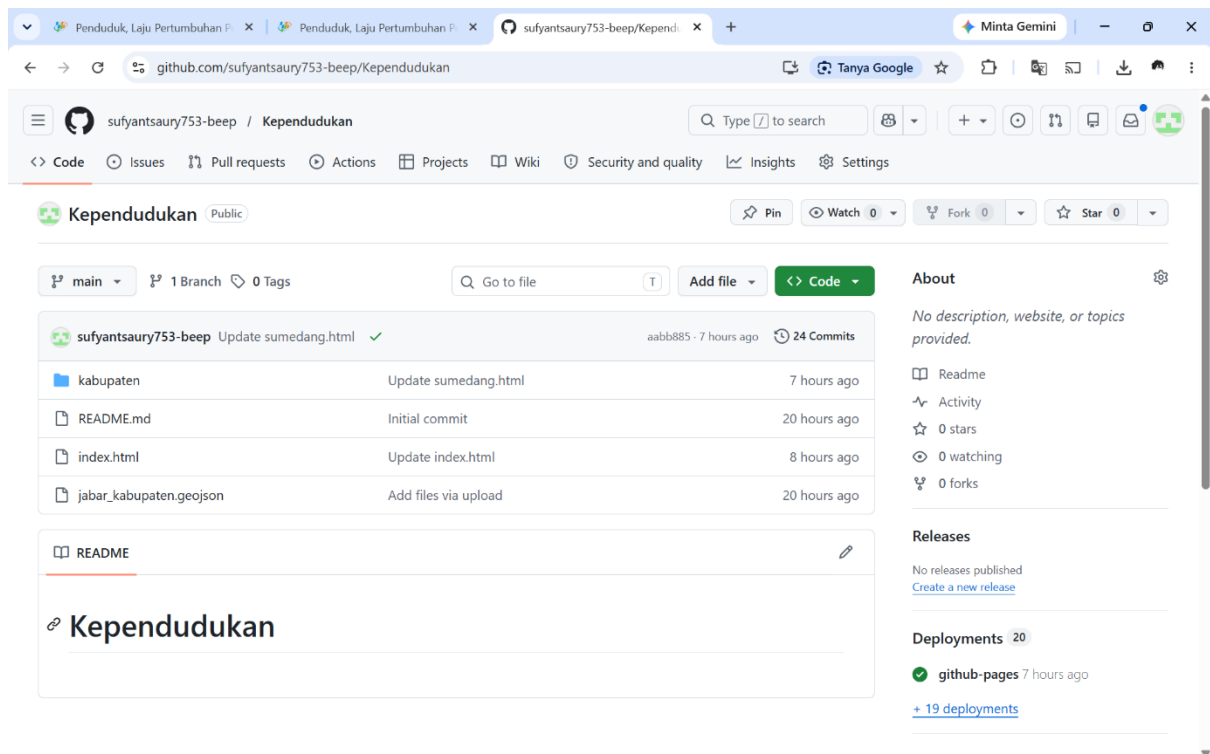 Penduduk, Laju Pertumbuhan P
Penduduk, Laju Pertumbuhan P
sufyantsaury753-beep/Kependu
Minta Gemini
github.com/sufyantsaury753-beep/Kependudukan
Tanya Google
sufyantsaury753-beep / Kependudukan
Type / to search
Code
Issues
Pull requests
Actions
Projects
Wiki
Security and quality
Insights
Settings
Kependudukan Public
Pin
Watch 0
Fork 0
Star 0
main
1 Branch
0 Tags
Go to file T
Add file
Code
sufyantsaury753-beep Update sumedang.html
aabb885 · 7 hours ago
24 Commits
kabupaten Update sumedang.html 7 hours ago
README.md Initial commit 20 hours ago
index.html Update index.html 8 hours ago
jabar_kabupaten.geojson Add files via upload 20 hours ago
README
Kependudukan
About
No description, website, or topics
provided.
Readme
Activity
0 stars
0 watching
0 forks
Releases
No releases published
Create a new release
Deployments 20
github-pages 7 hours ago
+ 19 deployments